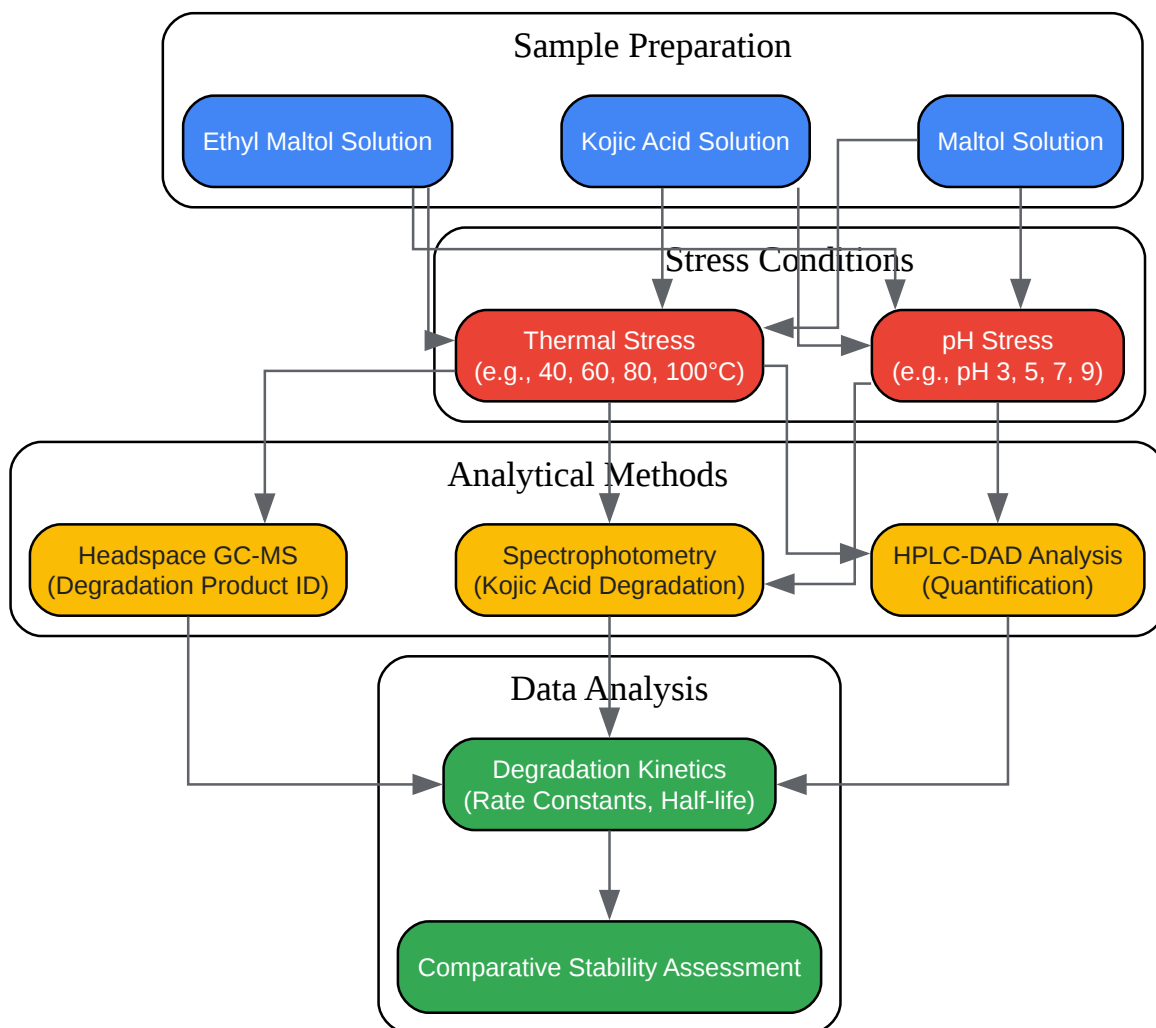 Sample Preparation
Ethyl Maltol Solution
Kojic Acid Solution
Maltol Solution
Stress Conditions
Thermal Stress
(e.g., 40, 60, 80, 100°C)
pH Stress
(e.g., pH 3, 5, 7, 9)
Analytical Methods
Headspace GC-MS
(Degradation Product ID)
Spectrophotometry
(Kojic Acid Degradation)
HPLC-DAD Analysis
(Quantification)
Data Analysis
Degradation Kinetics
(Rate Constants, Half-life)
Comparative Stability Assessment